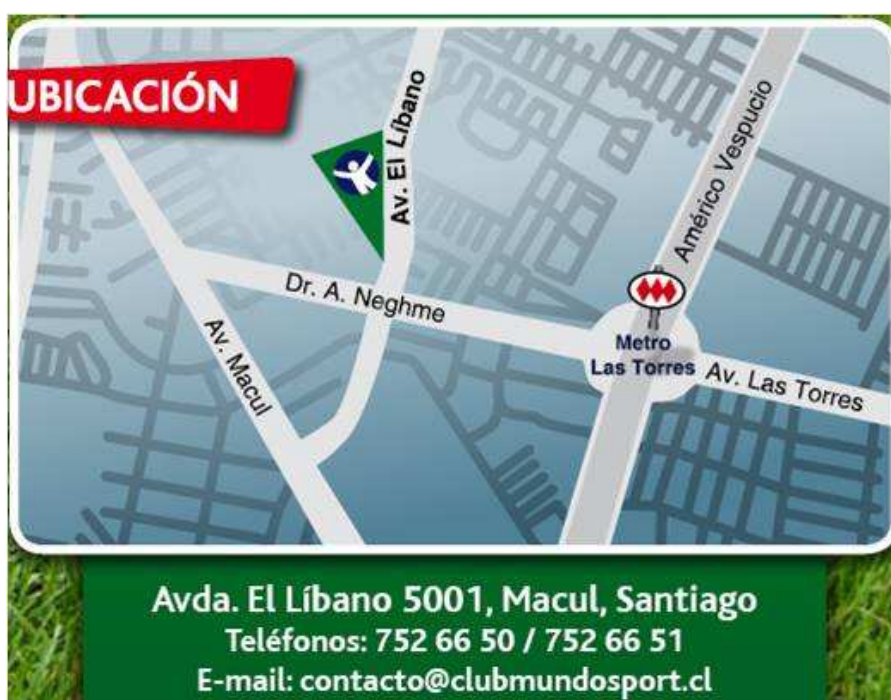 UBICACIÓN
Av. El Líbano
Américo Vespucio
Dr. A. Neghme
Av. Macul
Metro
Las Torres
Av. Las Torres
Avda. El Líbano 5001, Macul, Santiago
Teléfonos: 752 66 50 / 752 66 51
E-mail: contacto@clubmundosport.cl